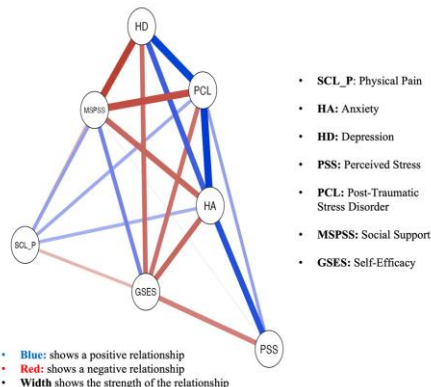 HD
PCL
MSPSS
HA
SCL_P
GSES
PSS
• SCL_P: Physical Pain
• HA: Anxiety
• HD: Depression
• PSS: Perceived Stress
• PCL: Post-Traumatic
Stress Disorder
• MSPSS: Social Support
• GSES: Self-Efficacy
• Blue: shows a positive relationship
• Red: shows a negative relationship
• Width shows the strength of the relationship